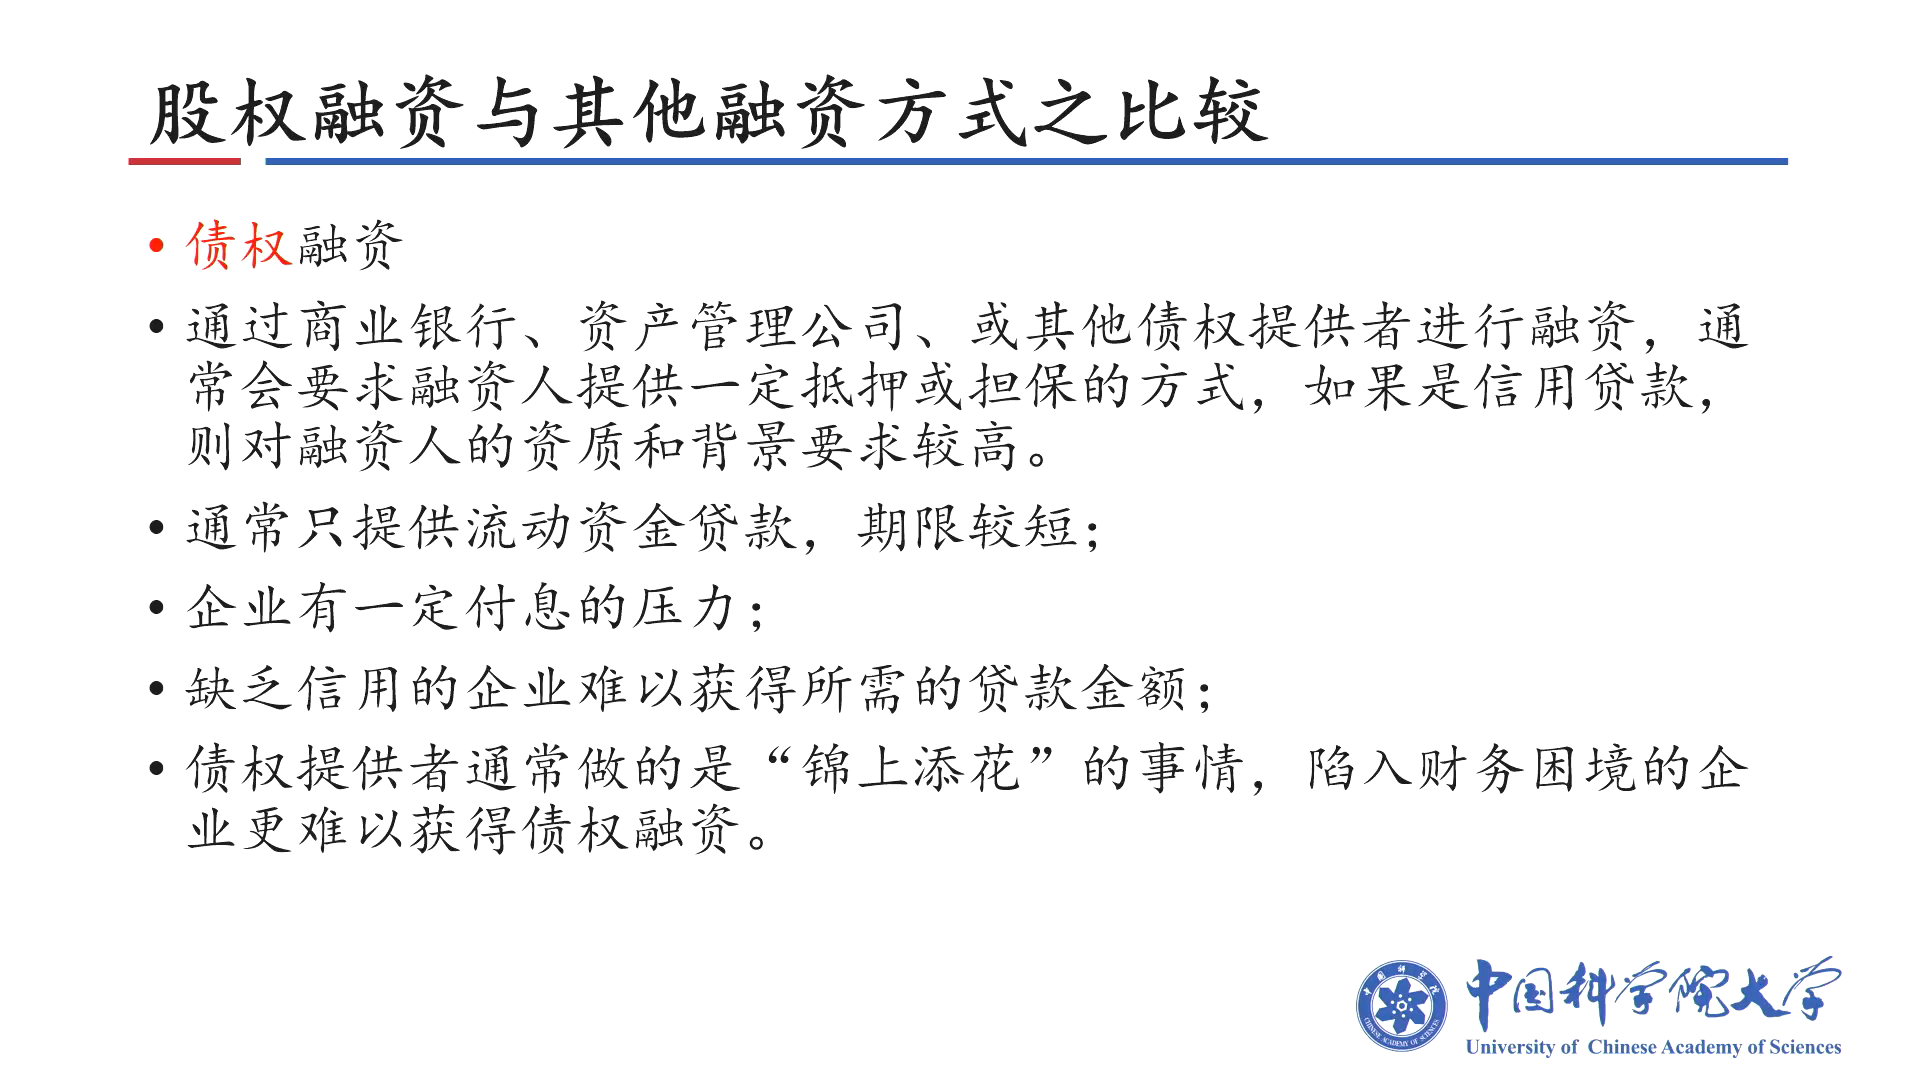 股权融资与其他融资方式之比较
• 债权融资
• 通过商业银行、资产管理公司、或其他债权提供者进行融资，通
常会要求融资人提供一定抵押或担保的方式，如果是信用贷款，
则对融资人的资质和背景要求较高。
• 通常只提供流动资金贷款，期限较短；
• 企业有一定付息的压力；
• 缺乏信用的企业难以获得所需的贷款金额；
• 债权提供者通常做的是“锦上添花”的事情，陷入财务困境的企
业更难以获得债权融资。
中国科学院大学
University of Chinese Academy of Sciences
中国科学院
CHINESE ACADEMY OF SCIENCES